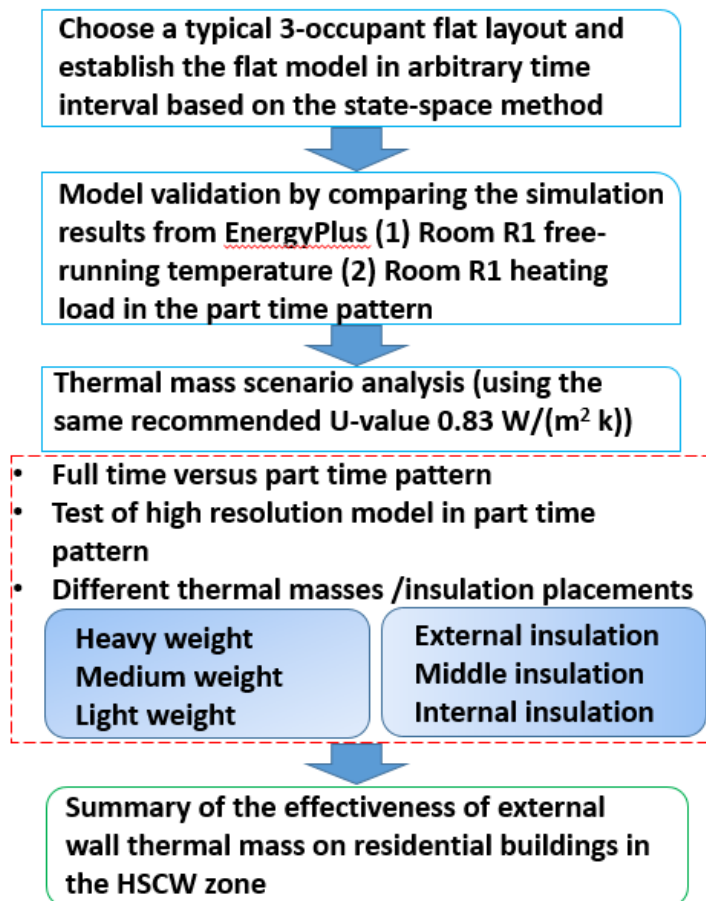 Choose a typical 3-occupant flat layout and
establish the flat model in arbitrary time
interval based on the state-space method
Model validation by comparing the simulation
results from EnergyPlus (1) Room R1 free-
running temperature (2) Room R1 heating
load in the part time pattern
Thermal mass scenario analysis (using the
same recommended U-value 0.83 W/(m² k))
• Full time versus part time pattern
• Test of high resolution model in part time
pattern
• Different thermal masses /insulation placements
Heavy weight
Medium weight
Light weight
External insulation
Middle insulation
Internal insulation
Summary of the effectiveness of external
wall thermal mass on residential buildings in
the HSCW zone